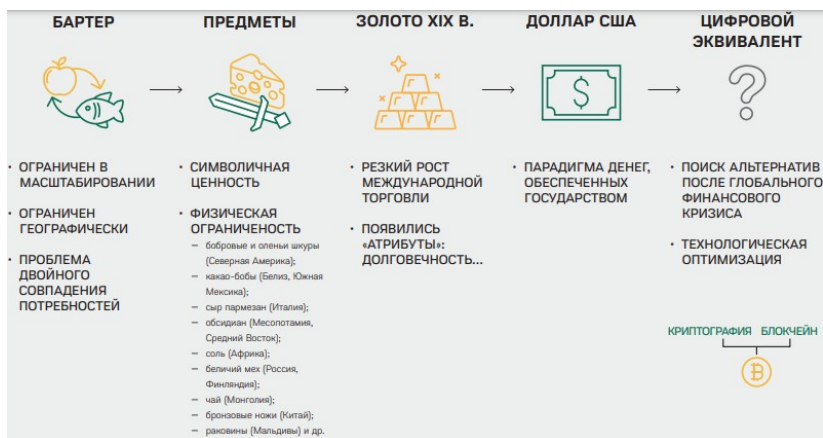 БАРТЕР
ПРЕДМЕТЫ
ЗОЛОТО XIX В.
ДОЛЛАР США
ЦИФРОВОЙ
ЭКВИВАЛЕНТ
$
?
· ОГРАНИЧЕН В
МАСШТАБИРОВАНИИ
· ОГРАНИЧЕН
ГЕОГРАФИЧЕСКИ
· ПРОБЛЕМА
ДВОЙНОГО
СОВПАДЕНИЯ
ПОТРЕБНОСТЕЙ
· СИМВОЛИЧНАЯ
ЦЕННОСТЬ
· ФИЗИЧЕСКАЯ
ОГРАНИЧЕНОСТЬ
– бобровые и оленьи шкуры
(Северная Америка);
– какао-бобы (Белиз, Южная
Мексика);
– сыр пармезан (Италия);
– обсидиан (Месопотамия,
Средний Восток);
– соль (Африка);
– беличий мех (Россия,
Финляндия);
– чай (Монголия);
– бронзовые ножи (Китай);
– раковины (Мальдивы) и др.
· РЕЗКИЙ РОСТ
МЕЖДУНАРОДНОЙ
ТОРГОВЛИ
· ПОЯВИЛИСЬ
«АТРИБУТЫ»:
ДОЛГОВЕЧНОСТЬ...
· ПАРАДИГМА ДЕНЕГ,
ОБЕСПЕЧЕННЫХ
ГОСУДАРСТВОМ
· ПОИСК АЛЬТЕРНАТИВ
ПОСЛЕ ГЛОБАЛЬНОГО
ФИНАНСОВОГО
КРИЗИСА
· ТЕХНОЛОГИЧЕСКАЯ
ОПТИМИЗАЦИЯ
КРИПТОГРАФИЯ БЛОКЧЕЙН
₿